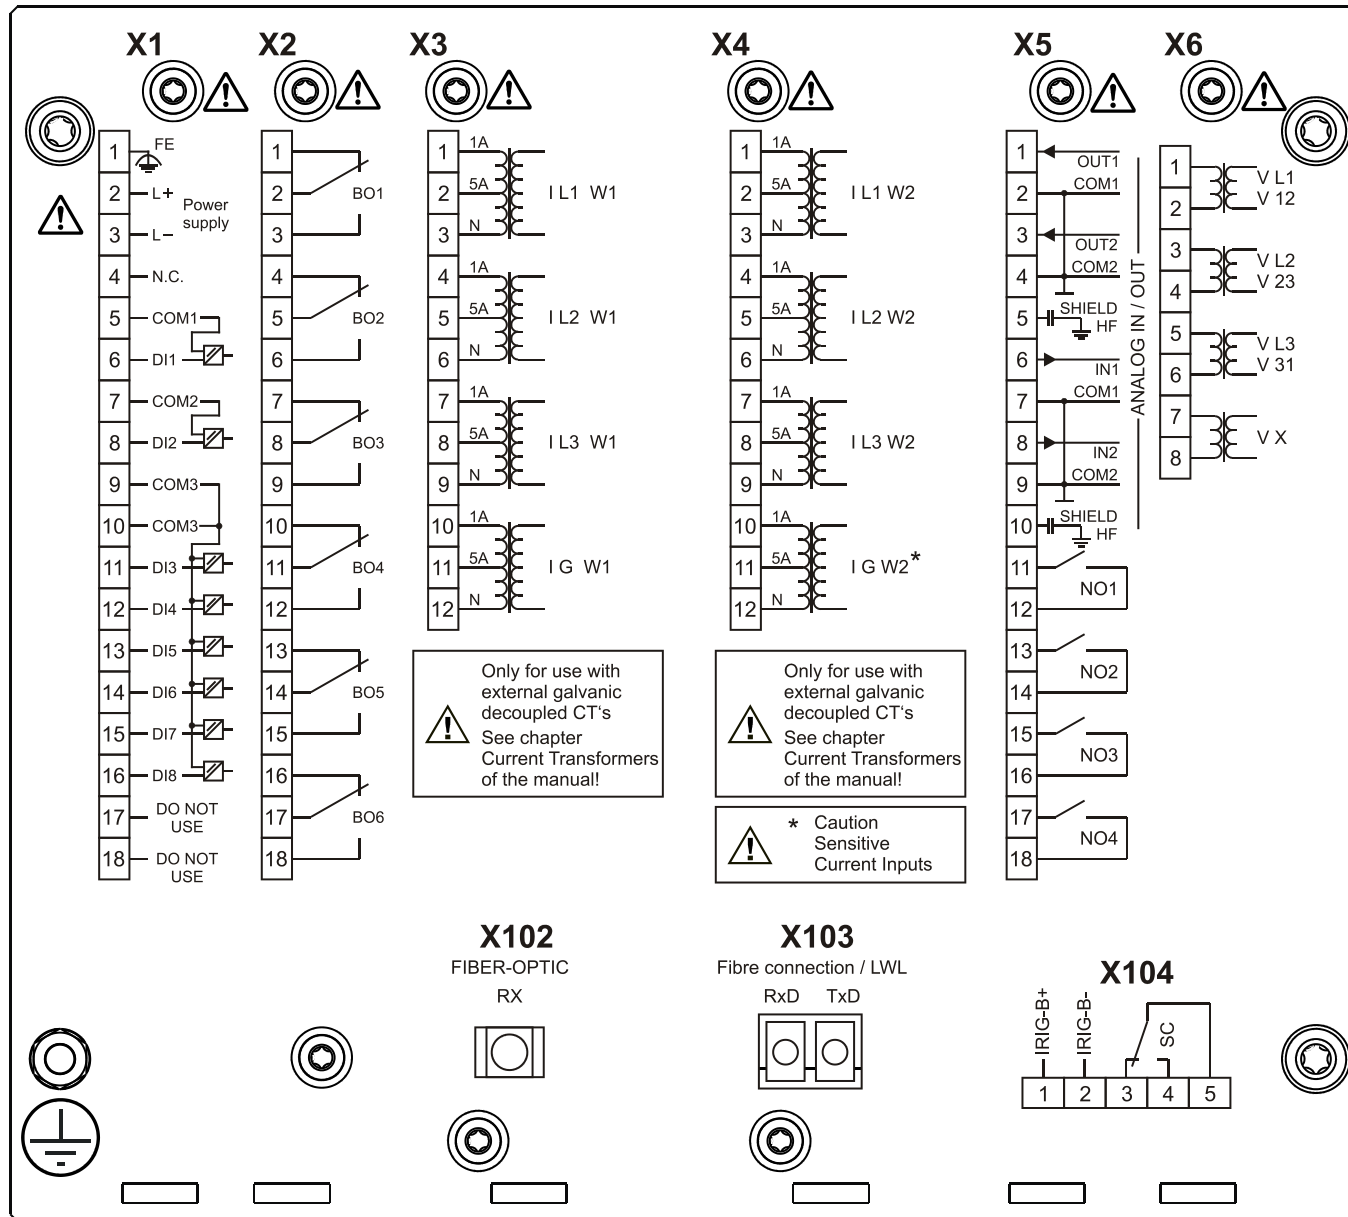 X1
X2
X3
X4
X5
X6
1
FE
2
L+
Power
supply
3
L–
4
N.C.
5
COM1
6
DI1
7
COM2
8
DI2
9
COM3
10
COM3
11
DI3
12
DI4
13
DI5
14
DI6
15
DI7
16
DI8
17
DO NOT
USE
18
DO NOT
USE
1
2
BO1
3
4
5
BO2
6
7
8
BO3
9
10
11
BO4
12
13
14
BO5
15
16
17
BO6
18
1
1A
2
5A
I L1 W1
3
N
4
1A
5
5A
I L2 W1
6
N
7
1A
8
5A
I L3 W1
9
N
10
1A
11
5A
I G W1
12
N
Only for use with
external galvanic
decoupled CT‘s
See chapter
Current Transformers
of the manual!
1
1A
2
5A
I L1 W2
3
N
4
1A
5
5A
I L2 W2
6
N
7
1A
8
5A
I L3 W2
9
N
10
1A
11
5A
I G W2*
12
N
Only for use with
external galvanic
decoupled CT‘s
See chapter
Current Transformers
of the manual!
* Caution
Sensitive
Current Inputs
1
OUT1
2
COM1
3
OUT2
4
COM2
5
SHIELD
HF
6
IN1
7
COM1
8
IN2
9
COM2
10
SHIELD
HF
ANALOG IN / OUT
11
NO1
12
13
NO2
14
15
NO3
16
17
NO4
18
1
V L1
V 12
2
3
V L2
V 23
4
5
V L3
V 31
6
7
V X
8
X102
FIBER-OPTIC
RX
X103
Fibre connection / LWL
RxD TxD
X104
IRIG-B+
IRIG-B-
SC
1 2 3 4 5